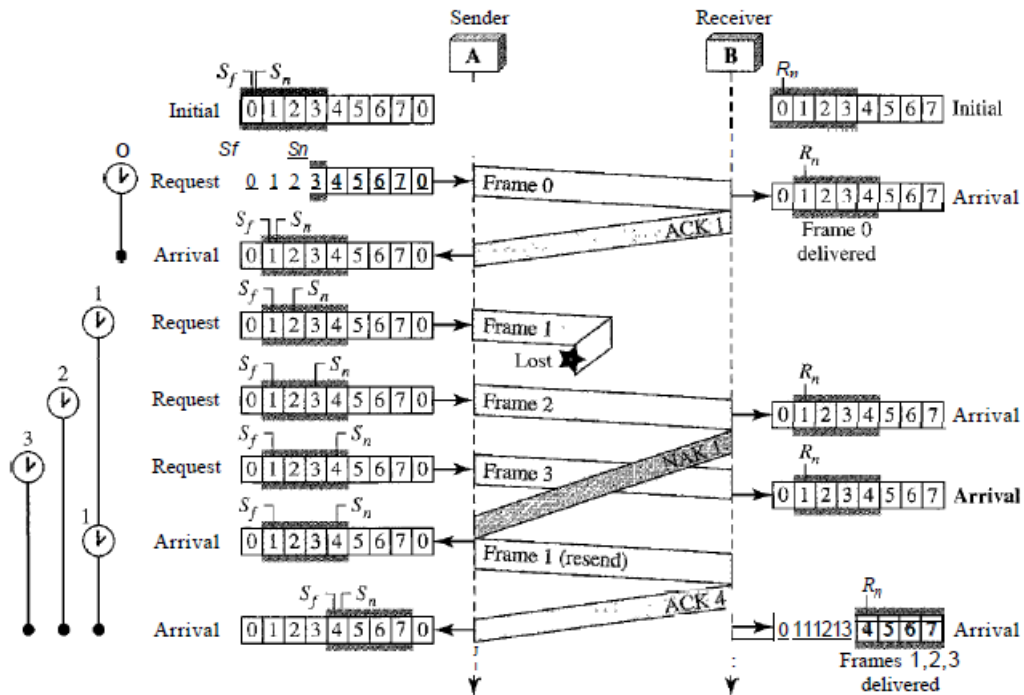 Sender Receiver
A B
Sf Sn Rn
Initial 0 1 2 3 4 5 6 7 0 0 1 2 3 4 5 6 7 Initial
0 Sf Sn Rn
Request 0 1 2 3 4 5 6 7 0 Frame 0 0 1 2 3 4 5 6 7 Arrival
Sf Sn ACK 1 Frame 0
Arrival 0 1 2 3 4 5 6 7 0 delivered
1 Sf Sn
Request 0 1 2 3 4 5 6 7 0 Frame 1
Lost
2 Sf Sn Rn
Request 0 1 2 3 4 5 6 7 0 Frame 2 0 1 2 3 4 5 6 7 Arrival
3 Sf Sn NAK 1 Rn
Request 0 1 2 3 4 5 6 7 0 Frame 3 0 1 2 3 4 5 6 7 Arrival
1 Sf Sn
Arrival 0 1 2 3 4 5 6 7 0 Frame 1 (resend)
Sf Sn ACK 4 Rn
Arrival 0 1 2 3 4 5 6 7 0 0 111213 4 5 6 7 Arrival
Frames 1,2,3
delivered